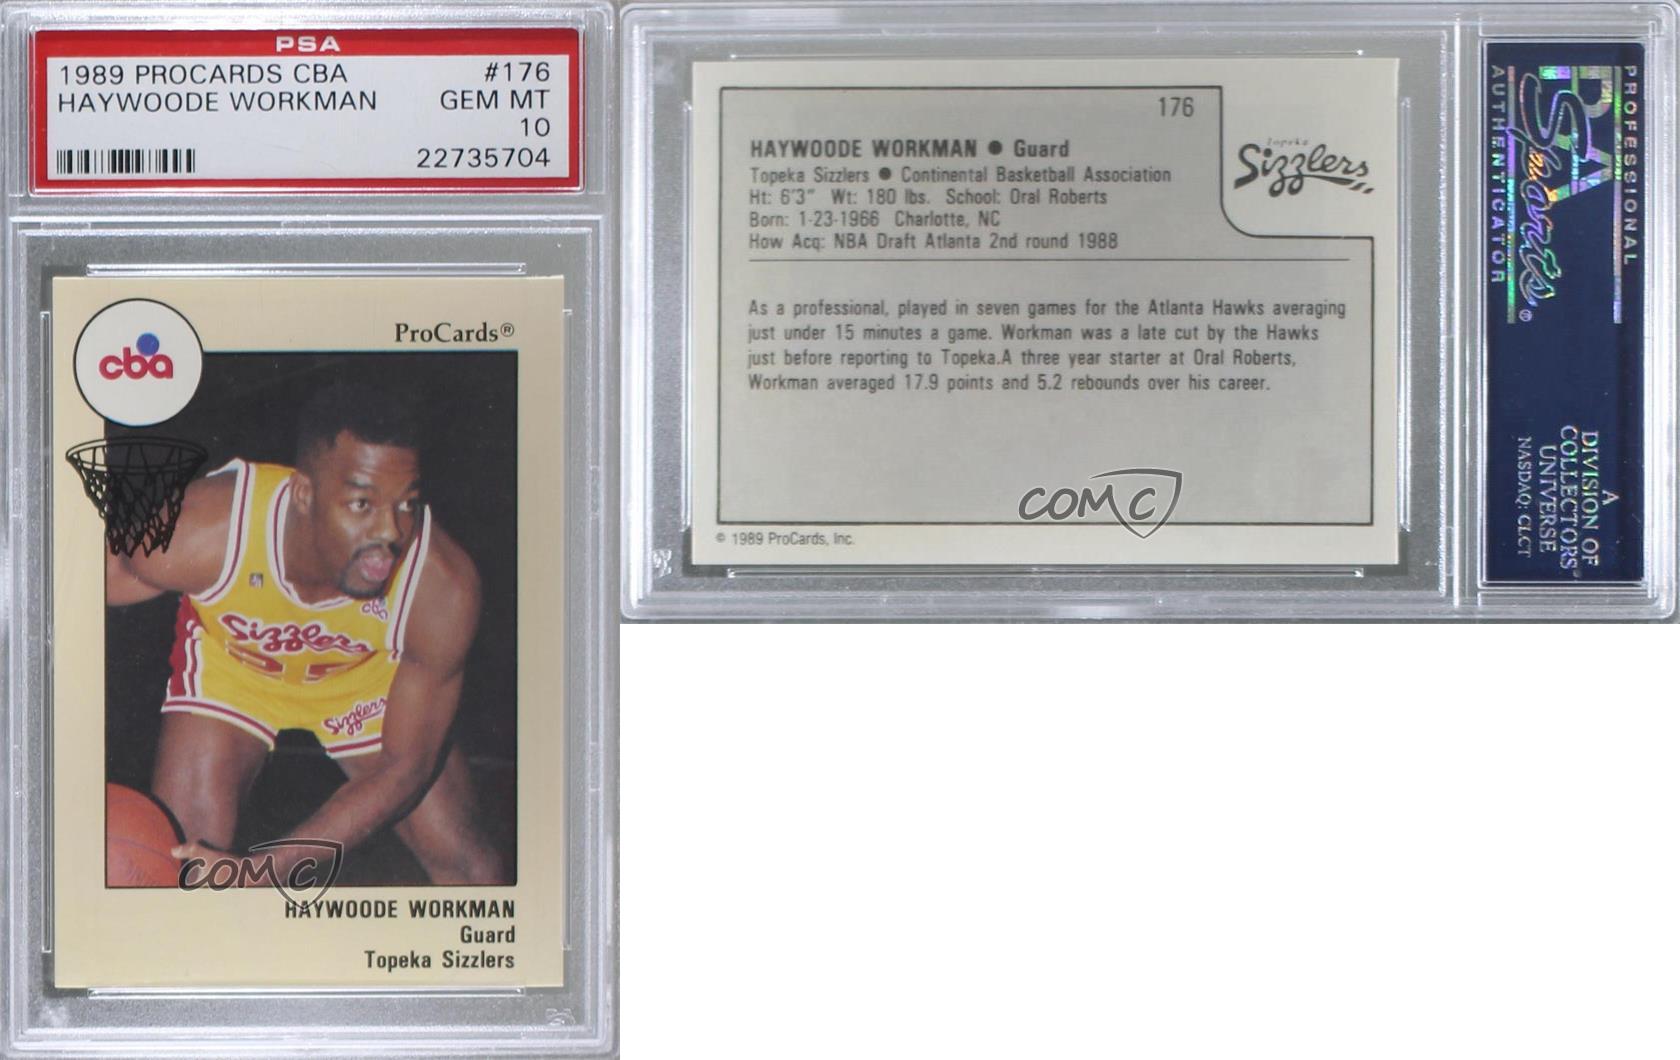 PSA
1989 PROCARDS CBA #176
HAYWOODE WORKMAN GEM MT
10
22735704
cba
ProCards®
Sizzlers
cba
Sizzlers
COMC
HAYWOODE WORKMAN
Guard
Topeka Sizzlers
176
Topeka
Sizzlers
HAYWOODE WORKMAN ● Guard
Topeka Sizzlers ● Continental Basketball Association
Ht: 6'3" Wt: 180 lbs. School: Oral Roberts
Born: 1-23-1966 Charlotte, NC
How Acq: NBA Draft Atlanta 2nd round 1988
As a professional, played in seven games for the Atlanta Hawks averaging
just under 15 minutes a game. Workman was a late cut by the Hawks
just before reporting to Topeka.A three year starter at Oral Roberts,
Workman averaged 17.9 points and 5.2 rebounds over his career.
COMC
© 1989 ProCards, Inc.
PROFESSIONAL
PSA
Sports
AUTHENTICATOR
®
A
DIVISION OF
COLLECTORS
UNIVERSE
NASDAQ: CLCT